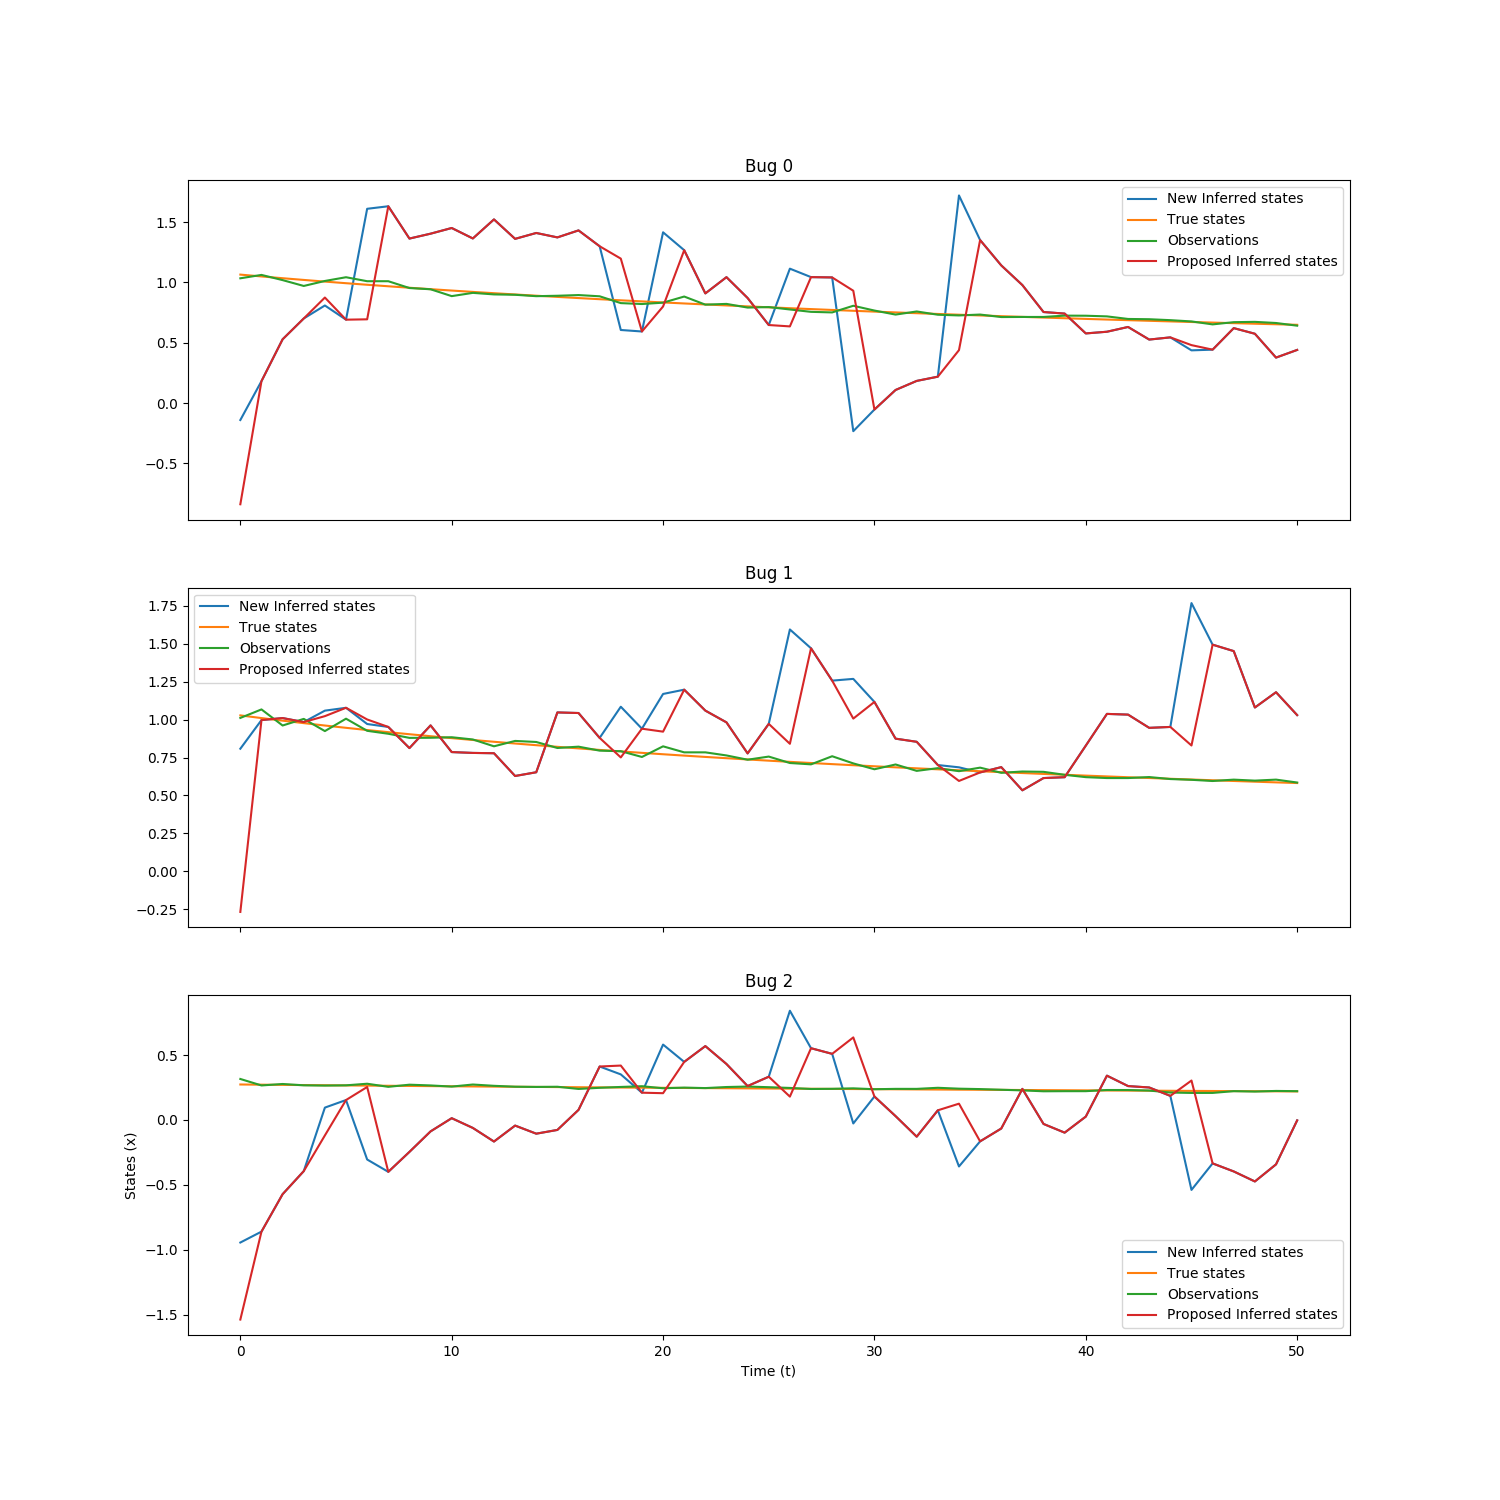 Bug 0
1.5
1.0
0.5
0.0
−0.5
New Inferred states
True states
Observations
Proposed Inferred states
Bug 1
1.75
1.50
1.25
1.00
0.75
0.50
0.25
0.00
−0.25
New Inferred states
True states
Observations
Proposed Inferred states
Bug 2
States (x)
0.5
0.0
−0.5
−1.0
−1.5
New Inferred states
True states
Observations
Proposed Inferred states
0 10 20 30 40 50
Time (t)